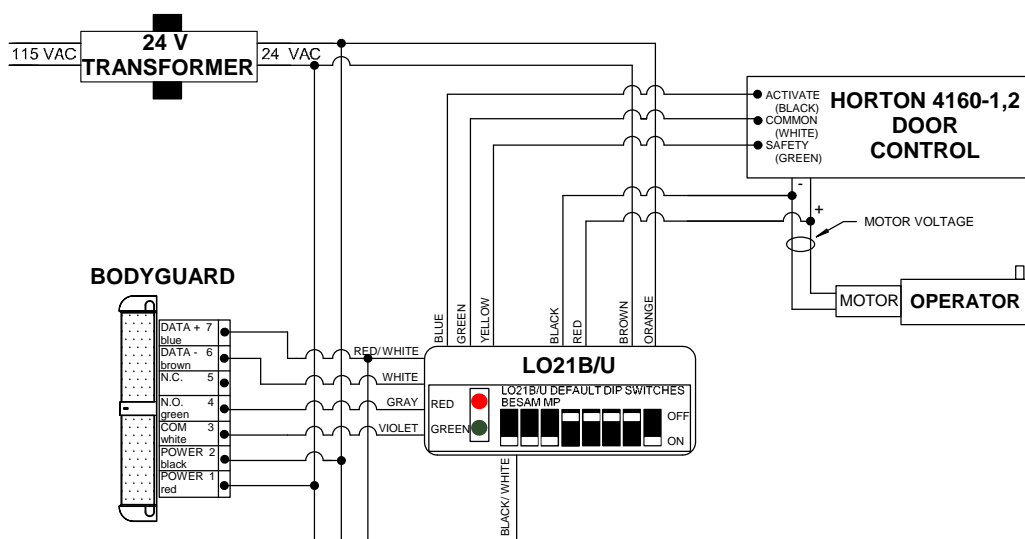 115 VAC
24 V
TRANSFORMER
24 VAC
ACTIVATE
(BLACK)
COMMON
(WHITE)
SAFETY
(GREEN)
HORTON 4160-1,2
DOOR
CONTROL
-
+
MOTOR VOLTAGE
MOTOR
OPERATOR
BODYGUARD
DATA + 7
blue
DATA - 6
brown
N.C. 5
N.O. 4
green
COM 3
white
POWER 2
black
POWER 1
red
RED/WHITE
WHITE
GRAY
VIOLET
BLUE
GREEN
YELLOW
BLACK
RED
BROWN
ORANGE
LO21B/U
LO21B/U DEFAULT DIP SWITCHES
BESAM MP
RED
GREEN
OFF
ON
BLACK/WHITE